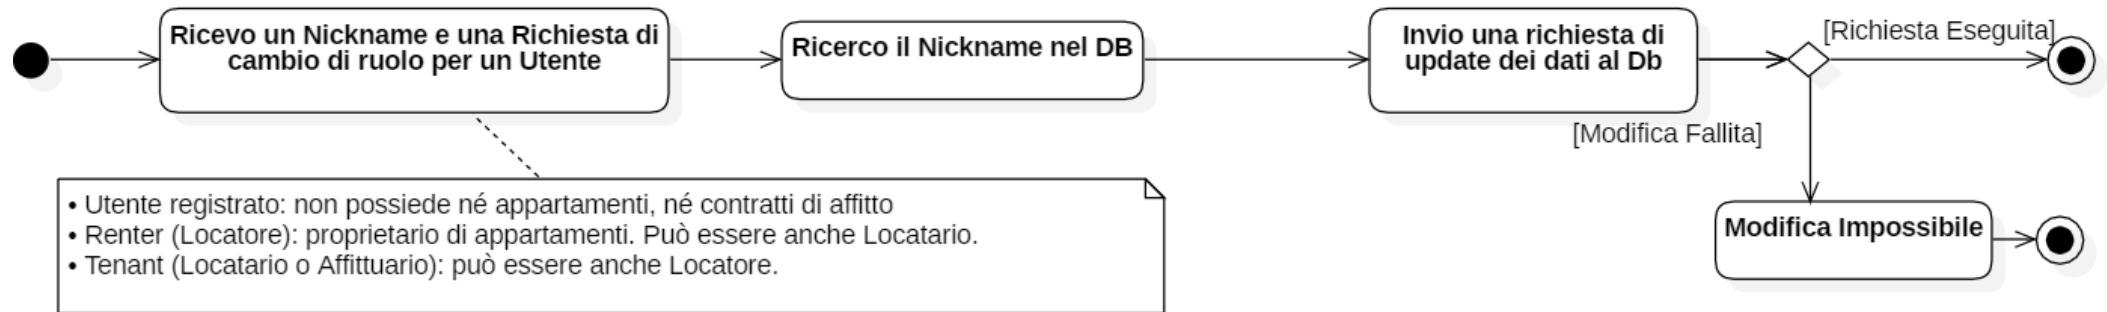 Ricevo un Nickname e una Richiesta di
cambio di ruolo per un Utente
Ricerco il Nickname nel DB
Invio una richiesta di
update dei dati al Db
[Richiesta Eseguita]
[Modifica Fallita]
• Utente registrato: non possiede né appartamenti, né contratti di affitto
• Renter (Locatore): proprietario di appartamenti. Può essere anche Locatario.
• Tenant (Locatario o Affittuario): può essere anche Locatore.
Modifica Impossibile